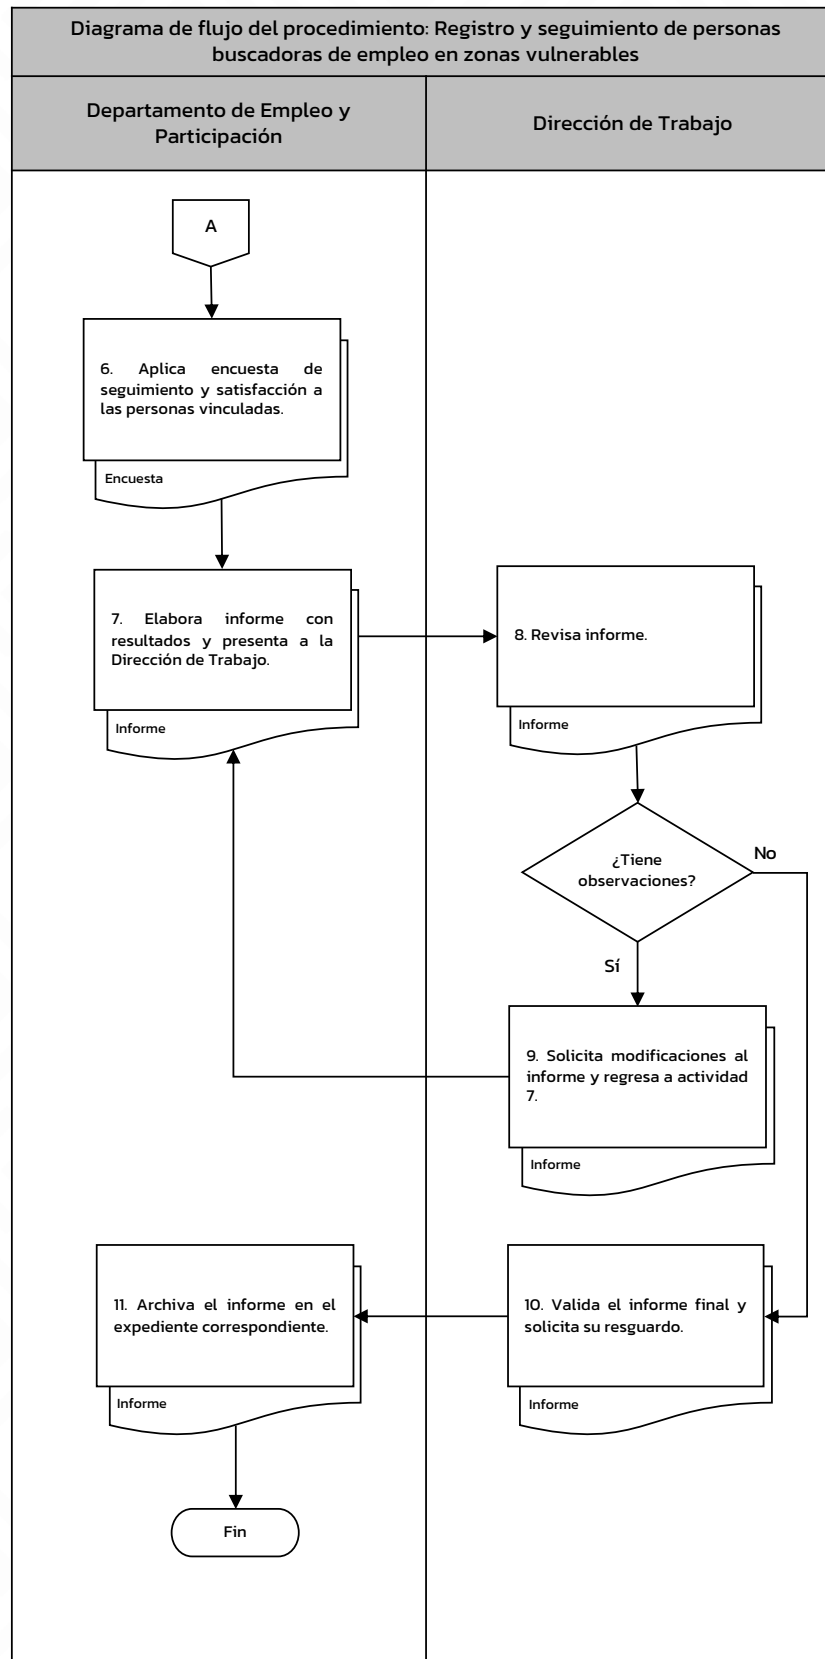 Diagrama de flujo del procedimiento: Registro y seguimiento de personas
buscadoras de empleo en zonas vulnerables
Departamento de Empleo y
Participación
Dirección de Trabajo
A
6. Aplica encuesta de
seguimiento y satisfacción a
las personas vinculadas.
Encuesta
7. Elabora informe con
resultados y presenta a la
Dirección de Trabajo.
Informe
8. Revisa informe.
Informe
¿Tiene
observaciones?
No
Sí
9. Solicita modificaciones al
informe y regresa a actividad
7.
Informe
10. Valida el informe final y
solicita su resguardo.
Informe
11. Archiva el informe en el
expediente correspondiente.
Informe
Fin